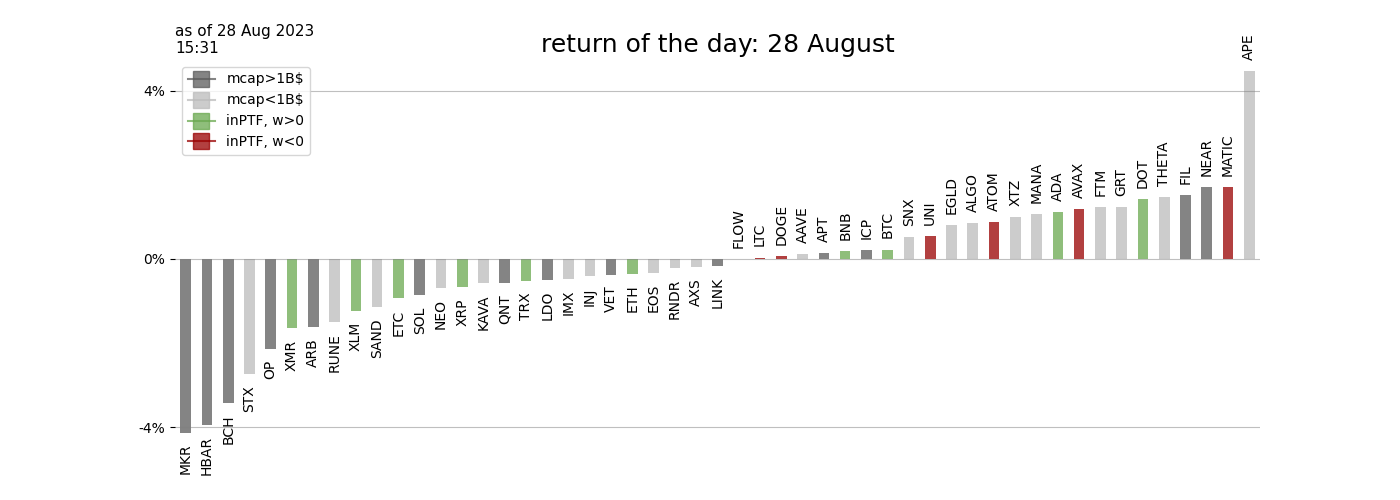 as of 28 Aug 2023
15:31
return of the day: 28 August
mcap>1B$
mcap<1B$
inPTF, w>0
inPTF, w<0
4%
0%
-4%
MKR
HBAR
BCH
STX
OP
XMR
ARB
RUNE
XLM
SAND
ETC
SOL
NEO
XRP
KAVA
QNT
TRX
LDO
IMX
INJ
VET
ETH
EOS
RNDR
AXS
LINK
FLOW
LTC
DOGE
AAVE
APT
BNB
ICP
BTC
SNX
UNI
EGLD
ALGO
ATOM
XTZ
MANA
ADA
AVAX
FTM
GRT
DOT
THETA
FIL
NEAR
MATIC
APE